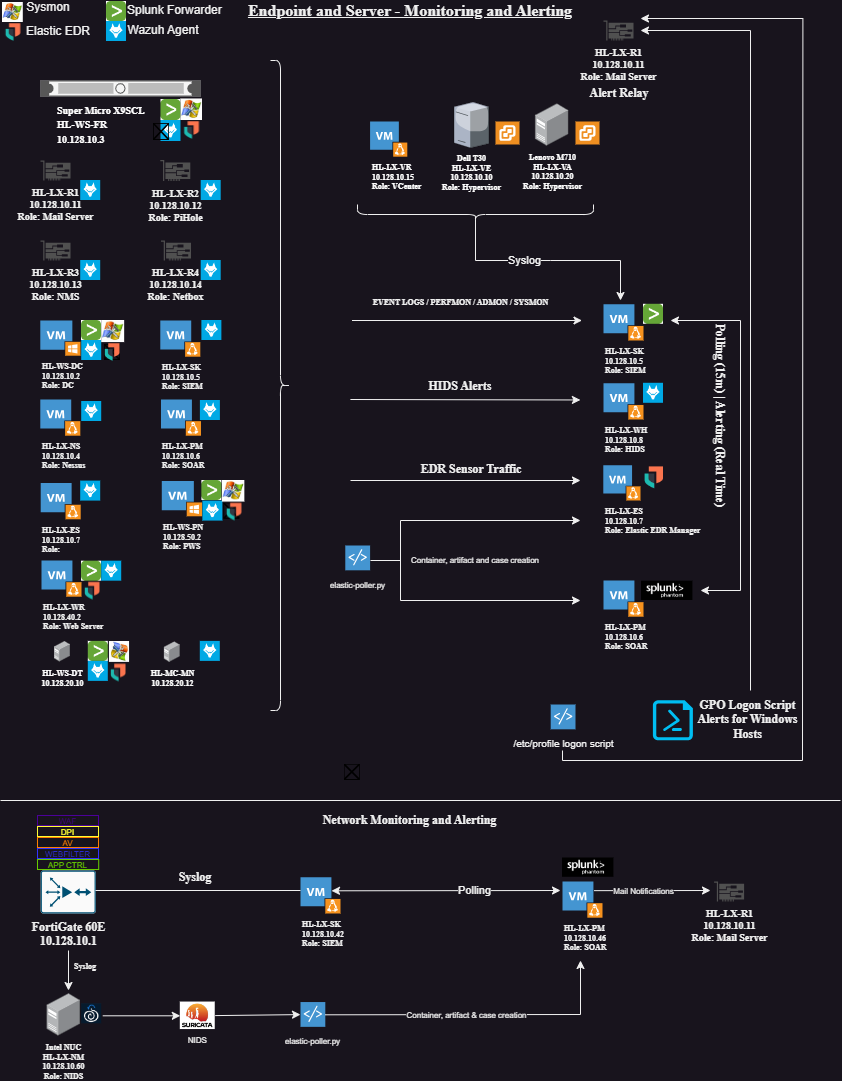 Sysmon
Splunk Forwarder
Elastic EDR
Wazuh Agent
Endpoint and Server - Monitoring and Alerting
HL-LX-R1
10.128.10.11
Role: Mail Server
Alert Relay
Super Micro X9SCL
HL-WS-FR
10.128.10.3
VM
HL-LX-VR
10.128.10.15
Role: VCenter
Dell T30
HL-LX-VE
10.128.10.10
Role: Hypervisor
Lenovo M710
HL-LX-VA
10.128.10.20
Role: Hypervisor
HL-LX-R1
10.128.10.11
Role: Mail Server
HL-LX-R2
10.128.10.12
Role: PiHole
Syslog
HL-LX-R3
10.128.10.13
Role: NMS
HL-LX-R4
10.128.10.14
Role: Netbox
EVENT LOGS / PERFMON / ADMON / SYSMON
VM
HL-LX-SK
10.128.10.5
Role: SIEM
Polling (15m) | Alerting (Real Time)
VM
HL-WS-DC
10.128.10.2
Role: DC
VM
HL-LX-SK
10.128.10.5
Role: SIEM
HIDS Alerts
VM
HL-LX-WH
10.128.10.8
Role: HIDS
VM
HL-LX-NS
10.128.10.4
Role: Nessus
VM
HL-LX-PM
10.128.10.6
Role: SOAR
EDR Sensor Traffic
VM
HL-LX-ES
10.128.10.7
Role: Elastic EDR Manager
VM
HL-LX-ES
10.128.10.7
Role:
VM
HL-WS-PN
10.128.50.2
Role: PWS
</>
elastic-poller.py
Container, artifact and case creation
VM
splunk>
phantom
HL-LX-PM
10.128.10.6
Role: SOAR
VM
HL-LX-WR
10.128.40.2
Role: Web Server
HL-WS-DT
10.128.20.10
HL-MC-MN
10.128.20.12
</>
/etc/profile logon script
GPO Logon Script
Alerts for Windows
Hosts
Network Monitoring and Alerting
DPI
AV
WEBFILTER
APP CTRL
FortiGate 60E
10.128.10.1
Syslog
VM
HL-LX-SK
10.128.10.42
Role: SIEM
Polling
splunk>
phantom
VM
HL-LX-PM
10.128.10.46
Role: SOAR
Mail Notifications
HL-LX-R1
10.128.10.11
Role: Mail Server
Syslog
Intel NUC
HL-LX-NM
10.128.10.60
Role: NIDS
SURICATA
NIDS
</>
elastic-poller.py
Container, artifact & case creation